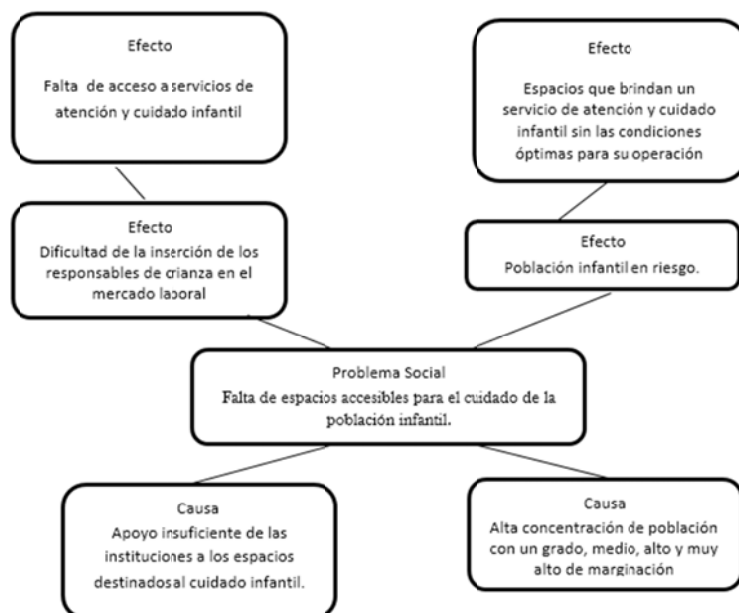 Efecto
Falta de acceso a servicios de
atención y cuidado infantil
Efecto
Espacios que brindan un
servicio de atención y cuidado
infantil sin las condiciones
óptimas para su operación
Efecto
Dificultad de la inserción de los
responsables de crianza en el
mercado laboral
Efecto
Población infantil en riesgo.
Problema Social
Falta de espacios accesibles para el cuidado de la
población infantil.
Causa
Apoyo insuficiente de las
instituciones a los espacios
destinados al cuidado infantil.
Causa
Alta concentración de población
con un grado, medio, alto y muy
alto de marginación